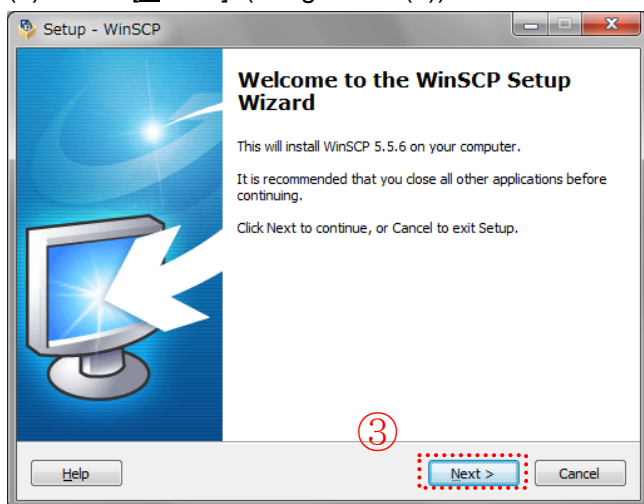 Setup - WinSCP
Welcome to the WinSCP Setup
Wizard
This will install WinSCP 5.5.6 on your computer.
It is recommended that you close all other applications before
continuing.
Click Next to continue, or Cancel to exit Setup.
③
Help
Next >
Cancel